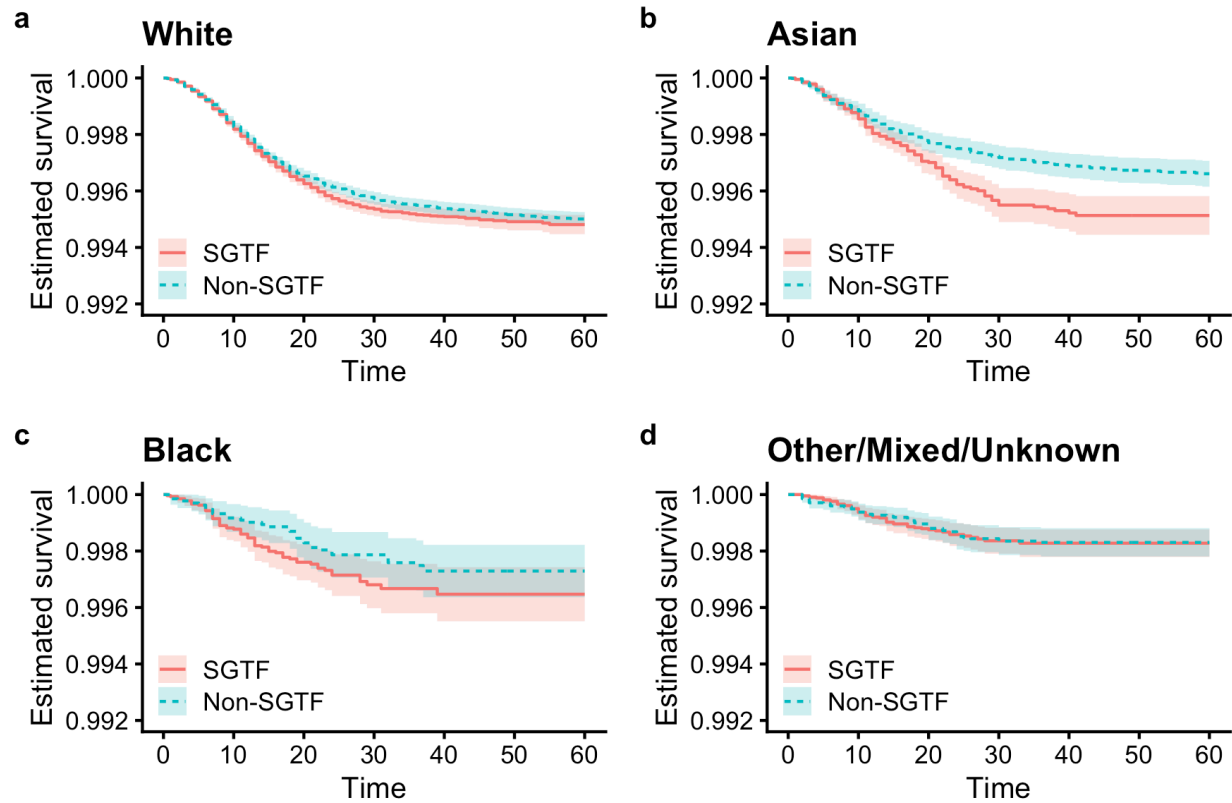 a
White
Estimated survival
1.000
0.998
0.996
0.994
0.992
SGTF
Non-SGTF
0 10 20 30 40 50 60
Time
b
Asian
Estimated survival
1.000
0.998
0.996
0.994
0.992
SGTF
Non-SGTF
0 10 20 30 40 50 60
Time
c
Black
Estimated survival
1.000
0.998
0.996
0.994
0.992
SGTF
Non-SGTF
0 10 20 30 40 50 60
Time
d
Other/Mixed/Unknown
Estimated survival
1.000
0.998
0.996
0.994
0.992
SGTF
Non-SGTF
0 10 20 30 40 50 60
Time